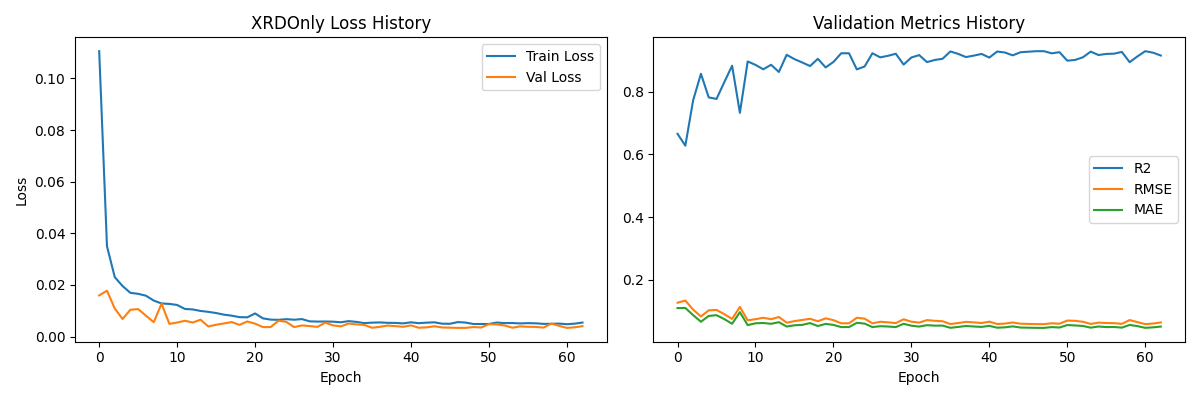 XRDOnly Loss History
Train Loss
Val Loss
0.10
0.08
0.06
0.04
0.02
0.00
Loss
0
10
20
30
40
50
60
Epoch
Validation Metrics History
0.8
0.6
0.4
0.2
R2
RMSE
MAE
0
10
20
30
40
50
60
Epoch